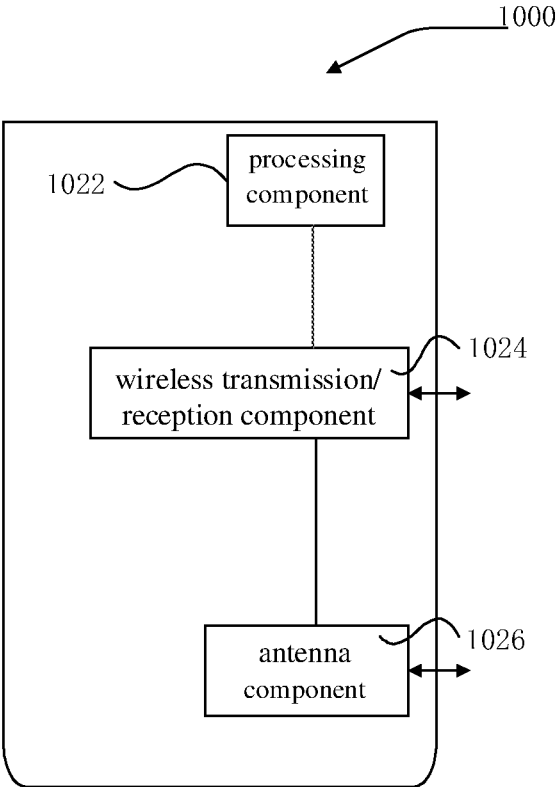 1000
processing
component
1022
1024
wireless transmission/
reception component
1026
antenna
component